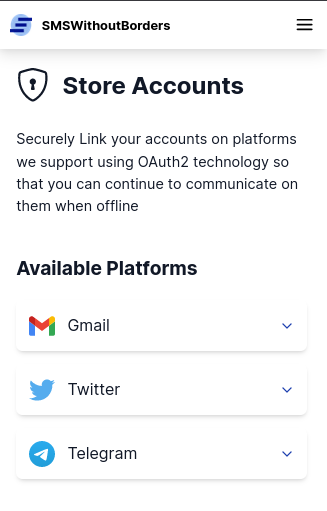 SMSWithoutBorders
Store Accounts
Securely Link your accounts on platforms
we support using OAuth2 technology so
that you can continue to communicate on
them when offline
Available Platforms
Gmail
Twitter
Telegram